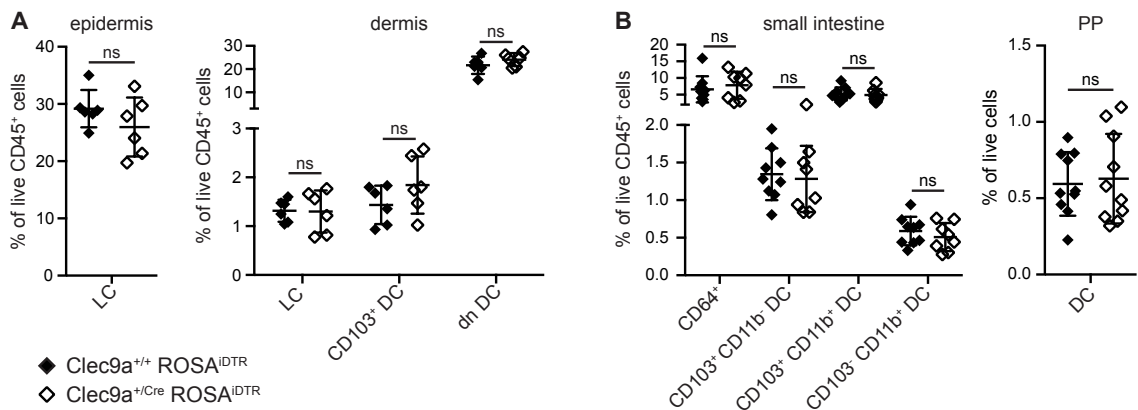 A
epidermis
ns
% of live CD45⁺ cells
40
30
20
10
0
LC
dermis
ns
ns
ns
% of live CD45⁺ cells
30
20
10
3
2
1
0
LC
CD103⁺ DC
dn DC
Clec9a⁺/⁺ ROSAⁱᴰᵀᴿ
Clec9a⁺/ᶜʳᵉ ROSAⁱᴰᵀᴿ
B
small intestine
ns
ns
ns
ns
% of live CD45⁺ cells
20
15
10
5
2.0
1.5
1.0
0.5
0.0
CD64⁺
CD103⁺ CD11b⁻ DC
CD103⁺ CD11b⁺ DC
CD103⁻ CD11b⁺ DC
PP
ns
% of live cells
1.5
1.0
0.5
0.0
DC